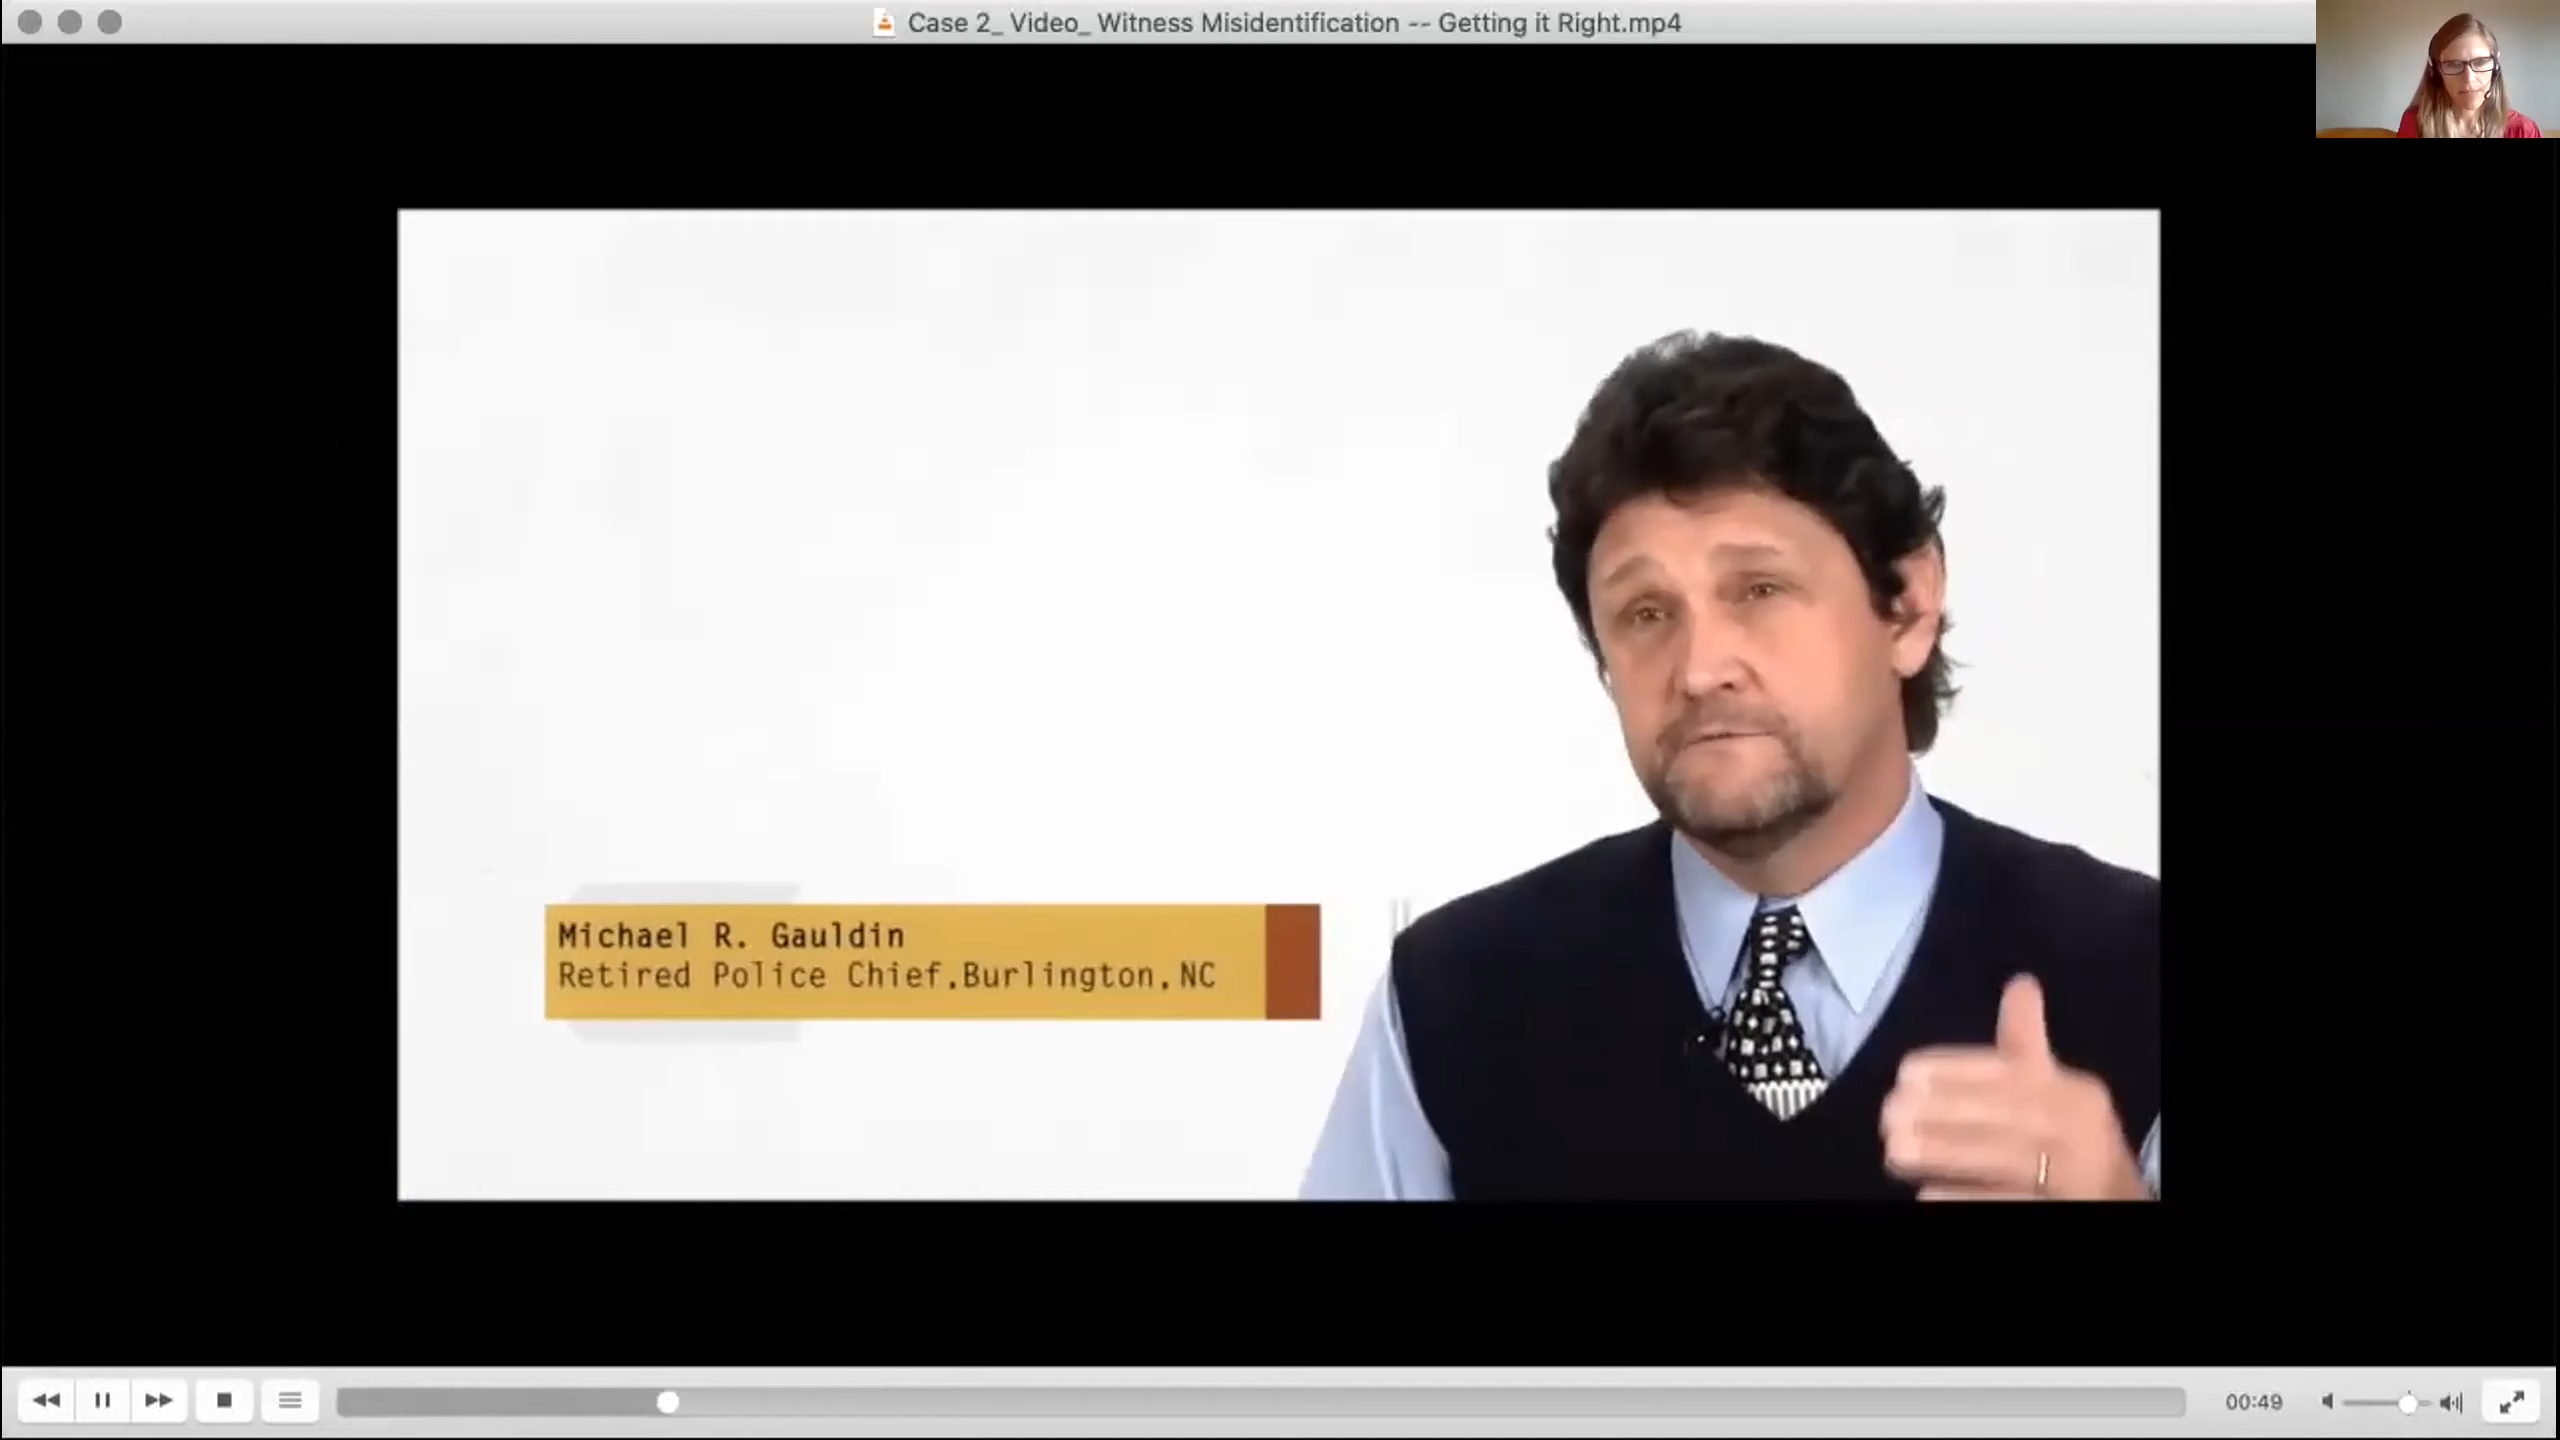 Case 2_ Video_ Witness Misidentification -- Getting it Right.mp4
Michael R. Gauldin
Retired Police Chief,Burlington,NC
00:49